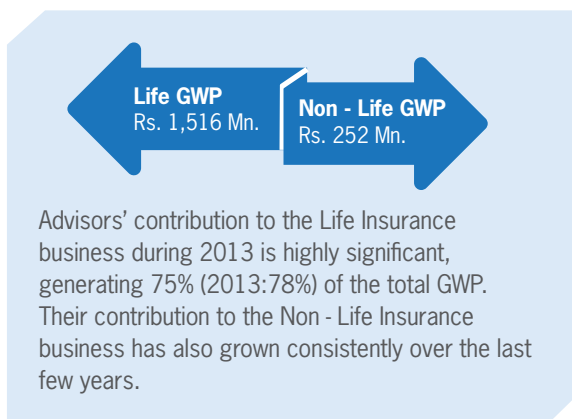 Life GWP
Rs. 1,516 Mn.
Non - Life GWP
Rs. 252 Mn.
Advisors’ contribution to the Life Insurance
business during 2013 is highly significant,
generating 75% (2013:78%) of the total GWP.
Their contribution to the Non - Life Insurance
business has also grown consistently over the last
few years.